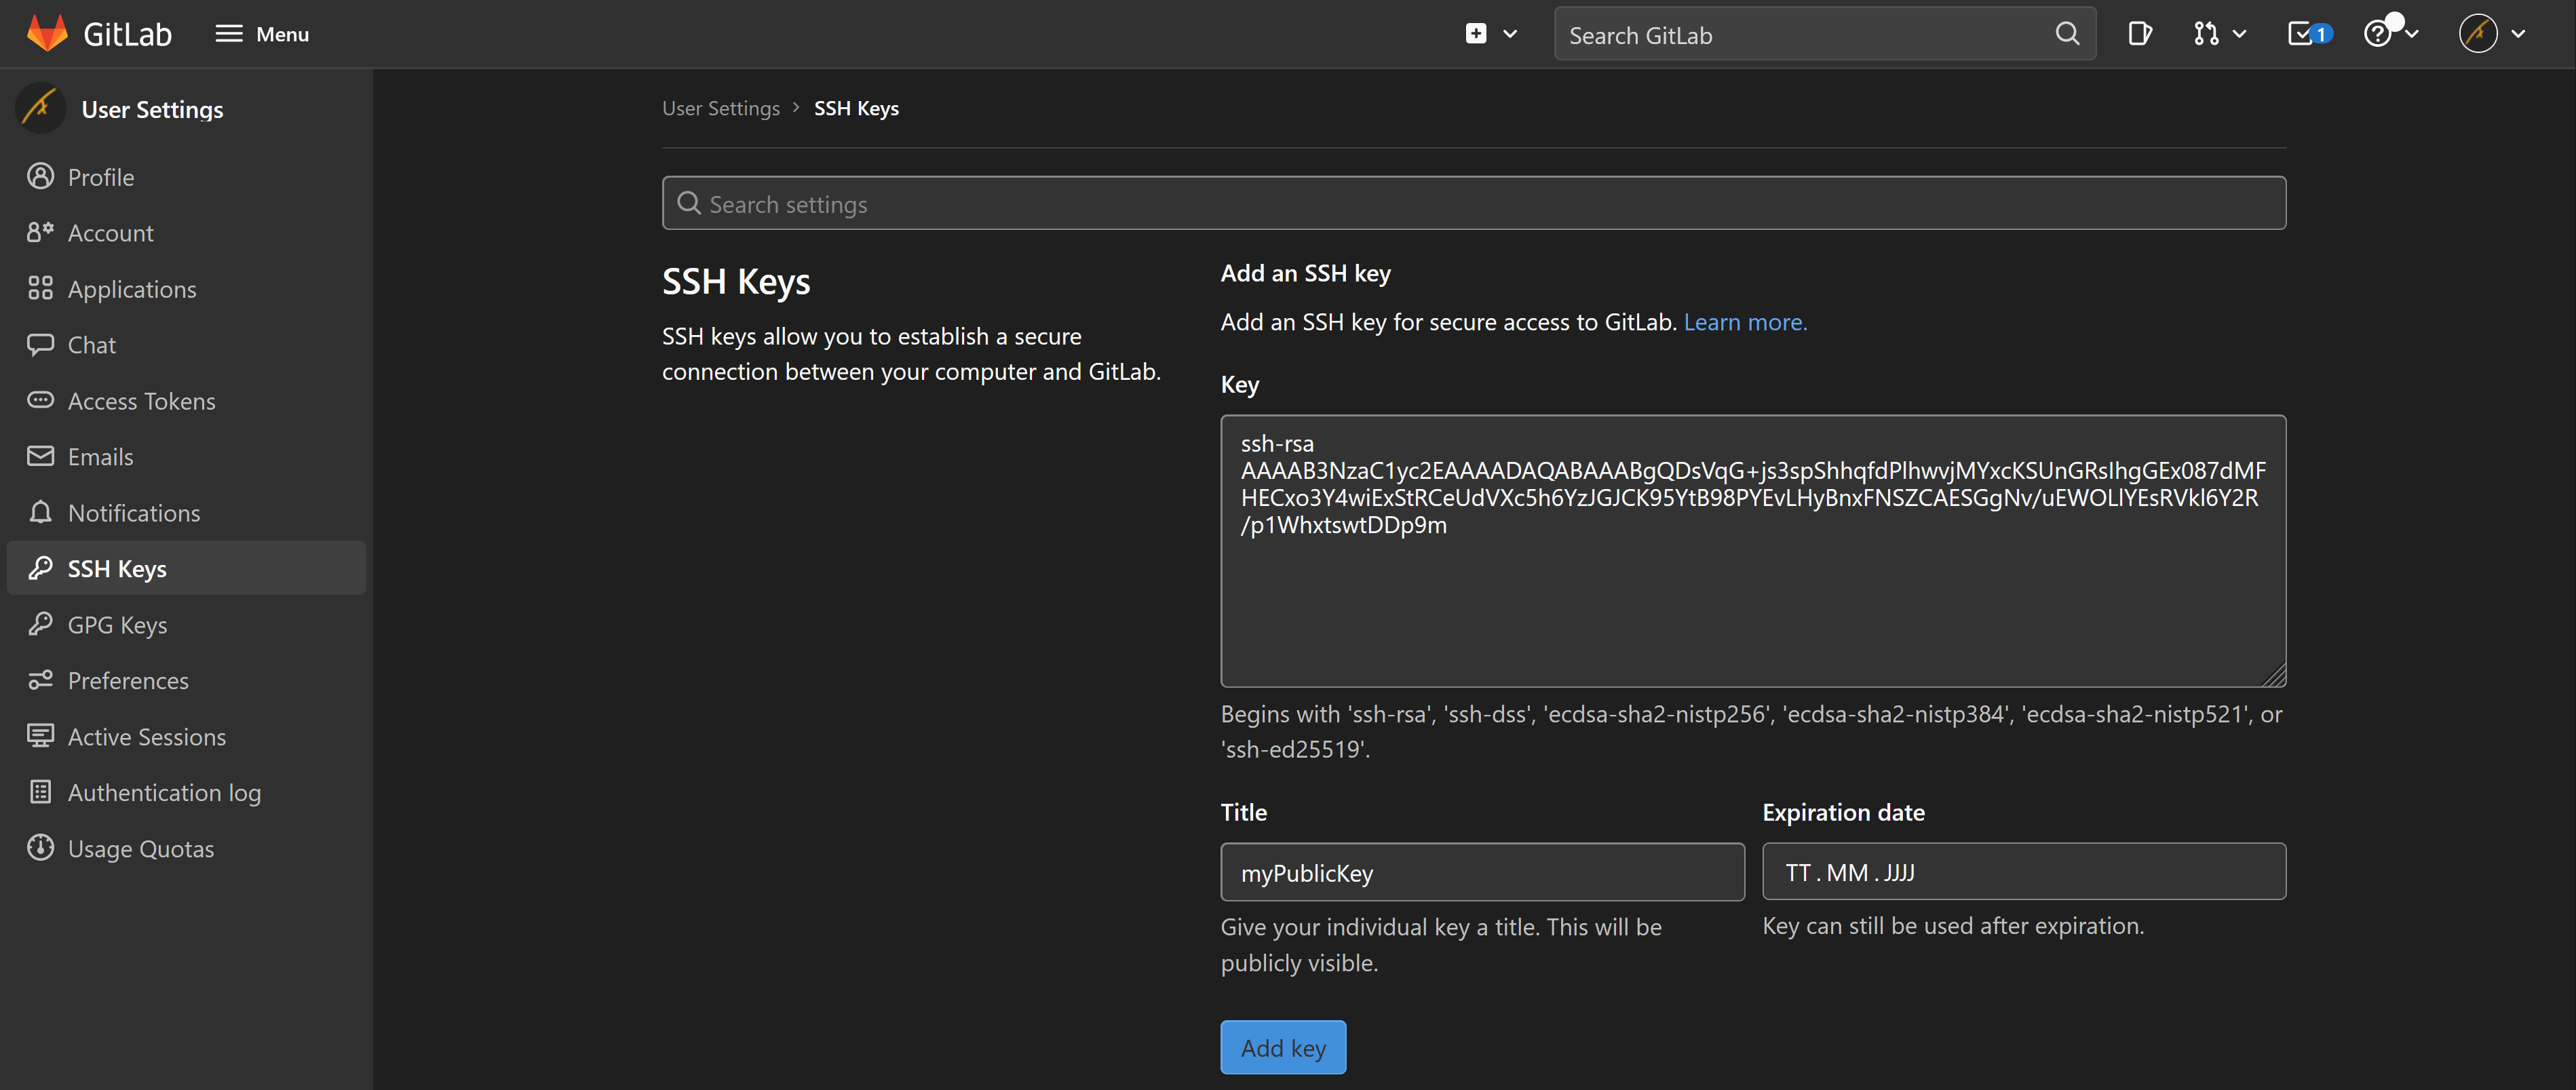 GitLab
Menu
Search GitLab
1
User Settings
Profile
Account
Applications
Chat
Access Tokens
Emails
Notifications
SSH Keys
GPG Keys
Preferences
Active Sessions
Authentication log
Usage Quotas
User Settings > SSH Keys
Search settings
SSH Keys
SSH keys allow you to establish a secure
connection between your computer and GitLab.
Add an SSH key
Add an SSH key for secure access to GitLab. Learn more.
Key
ssh-rsa
AAAAB3NzaC1yc2EAAAADAQABAAABgQDsVqG+js3spShhqfdPlhwvjMYxcKSUnGRsIhgGEx087dMF
HECxo3Y4wiExStRCeUdVXc5h6YzJGJCK95YtB98PYEvLHyBnxFNSZCAESGgNv/uEWOLlYEsRVkl6Y2R
/p1WhxtswtDDp9m
Begins with 'ssh-rsa', 'ssh-dss', 'ecdsa-sha2-nistp256', 'ecdsa-sha2-nistp384', 'ecdsa-sha2-nistp521', or
'ssh-ed25519'.
Title
myPublicKey
Give your individual key a title. This will be
publicly visible.
Expiration date
TT.MM.JJJJ
Key can still be used after expiration.
Add key